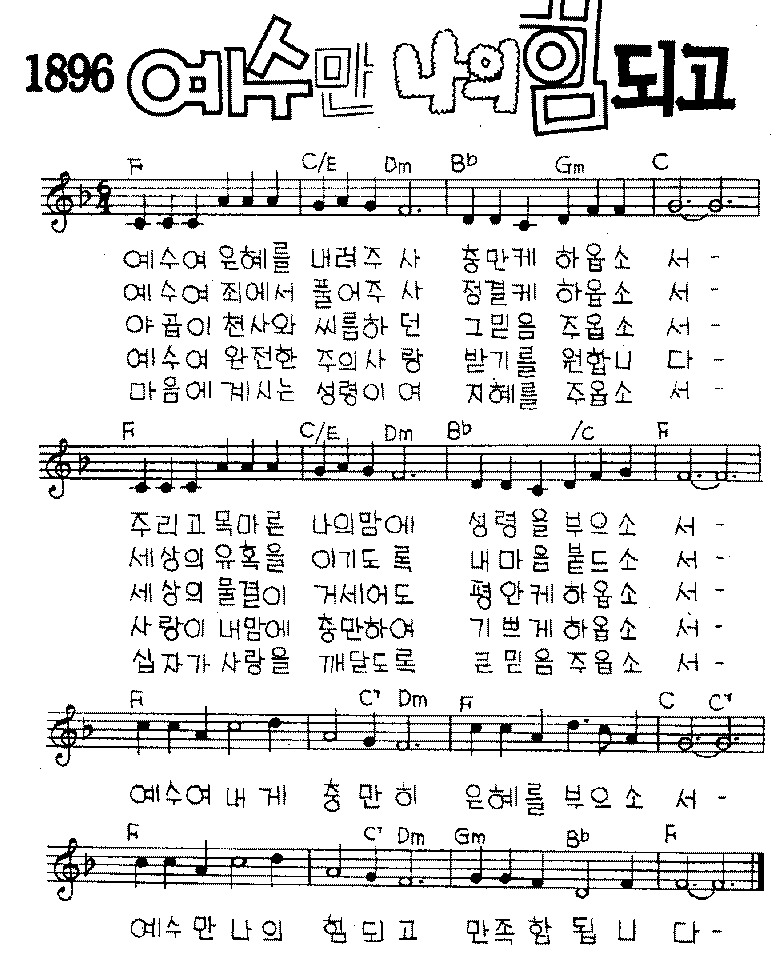 1896 예수만 나의 힘 되고
F C/E Dm Bb Gm C
예수여 은혜를 내려주사 충만케 하옵소서 -
예수여 죄에서 풀어주사 정결케 하옵소서 -
야곱이 천사와 씨름하던 그믿음 주옵소서 -
예수여 완전한 주의사랑 받기를 원합니다 -
마음에 계시는 성령이여 지혜를 주옵소서 -
F C/E Dm Bb /C F
주리고 목마른 나의맘에 성령을 부으소서 -
세상의 유혹을 이기도록 내마음 붙드소서 -
세상의 물결이 거세어도 평안케 하옵소서 -
사랑이 내맘에 충만하여 기쁘게 하옵소서 -
십자가 사랑을 깨달도록 큰믿음 주옵소서 -
F C7 Dm F C C7
예수여 내게 충만히 은혜를 부으소서 -
F C7 Dm Gm Bb F
예수만 나의 힘되고 만족함 됩니다 -